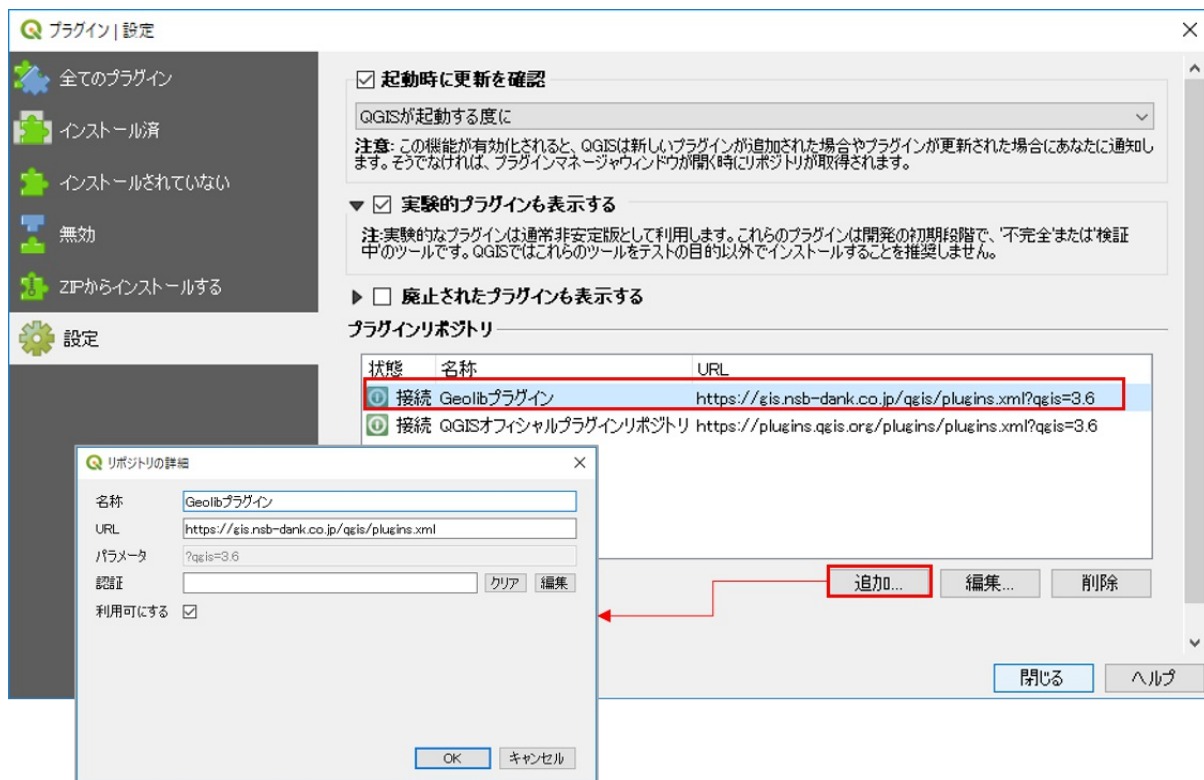 プラグイン | 設定
全てのプラグイン
インストール済
インストールされていない
無効
ZIPからインストールする
設定
起動時に更新を確認
QGISが起動する度に
注意: この機能が有効化されると、QGISは新しいプラグインが追加された場合やプラグインが更新された場合にあなたに通知し
ます。そうでなければ、プラグインマネージャウィンドウが開く時にリポジトリが取得されます。
実験的プラグインも表示する
注:実験的なプラグインは通常非安定版として利用します。これらのプラグインは開発の初期段階で、'不完全'または'検証
中'のツールです。QGISではこれらのツールをテストの目的以外でインストールすることを推奨しません。
廃止されたプラグインも表示する
プラグインリポジトリ
状態 名称 URL
接続 Geolibプラグイン https://gis.nsb-dank.co.jp/qgis/plugins.xml?qgis=3.6
接続 QGISオフィシャルプラグインリポジトリ https://plugins.qgis.org/plugins/plugins.xml?qgis=3.6
追加... 編集... 削除
閉じる ヘルプ
リポジトリの詳細
名称 Geolibプラグイン
URL https://gis.nsb-dank.co.jp/qgis/plugins.xml
パラメータ ?qgis=3.6
認証 クリア 編集
利用可にする
OK キャンセル